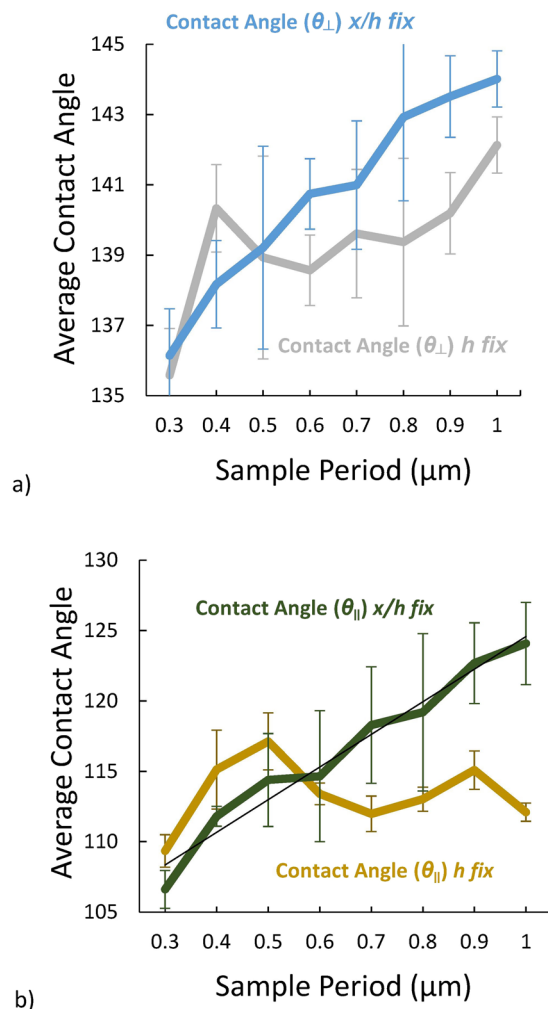 Contact Angle (θ⊥) x/h fix
145
143
141
139
137
135
Average Contact Angle
Contact Angle (θ⊥) h fix
0.3 0.4 0.5 0.6 0.7 0.8 0.9 1
Sample Period (μm)
a)
130
125
120
115
110
105
Average Contact Angle
Contact Angle (θ||) x/h fix
Contact Angle (θ||) h fix
0.3 0.4 0.5 0.6 0.7 0.8 0.9 1
Sample Period (μm)
b)